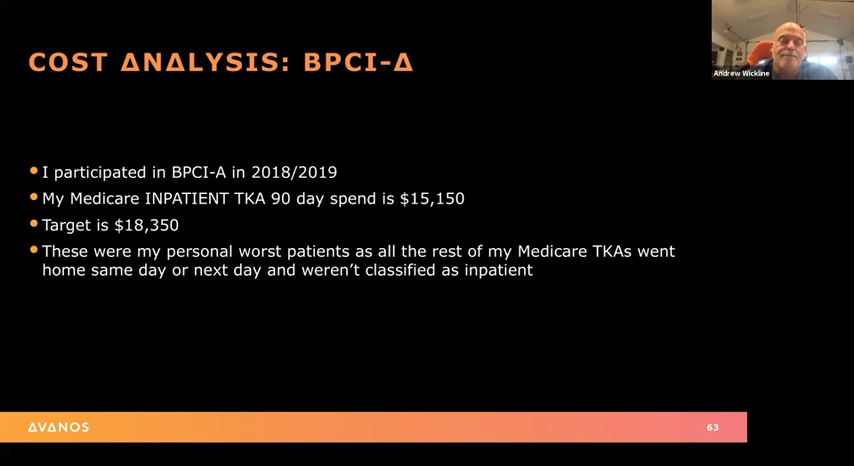 COST ΔNΔLYSIS: BPCI-Δ
Andrew Wickline
• I participated in BPCI-A in 2018/2019
• My Medicare INPATIENT TKA 90 day spend is $15,150
• Target is $18,350
• These were my personal worst patients as all the rest of my Medicare TKAs went
home same day or next day and weren’t classified as inpatient
ΔVΔNOS
63